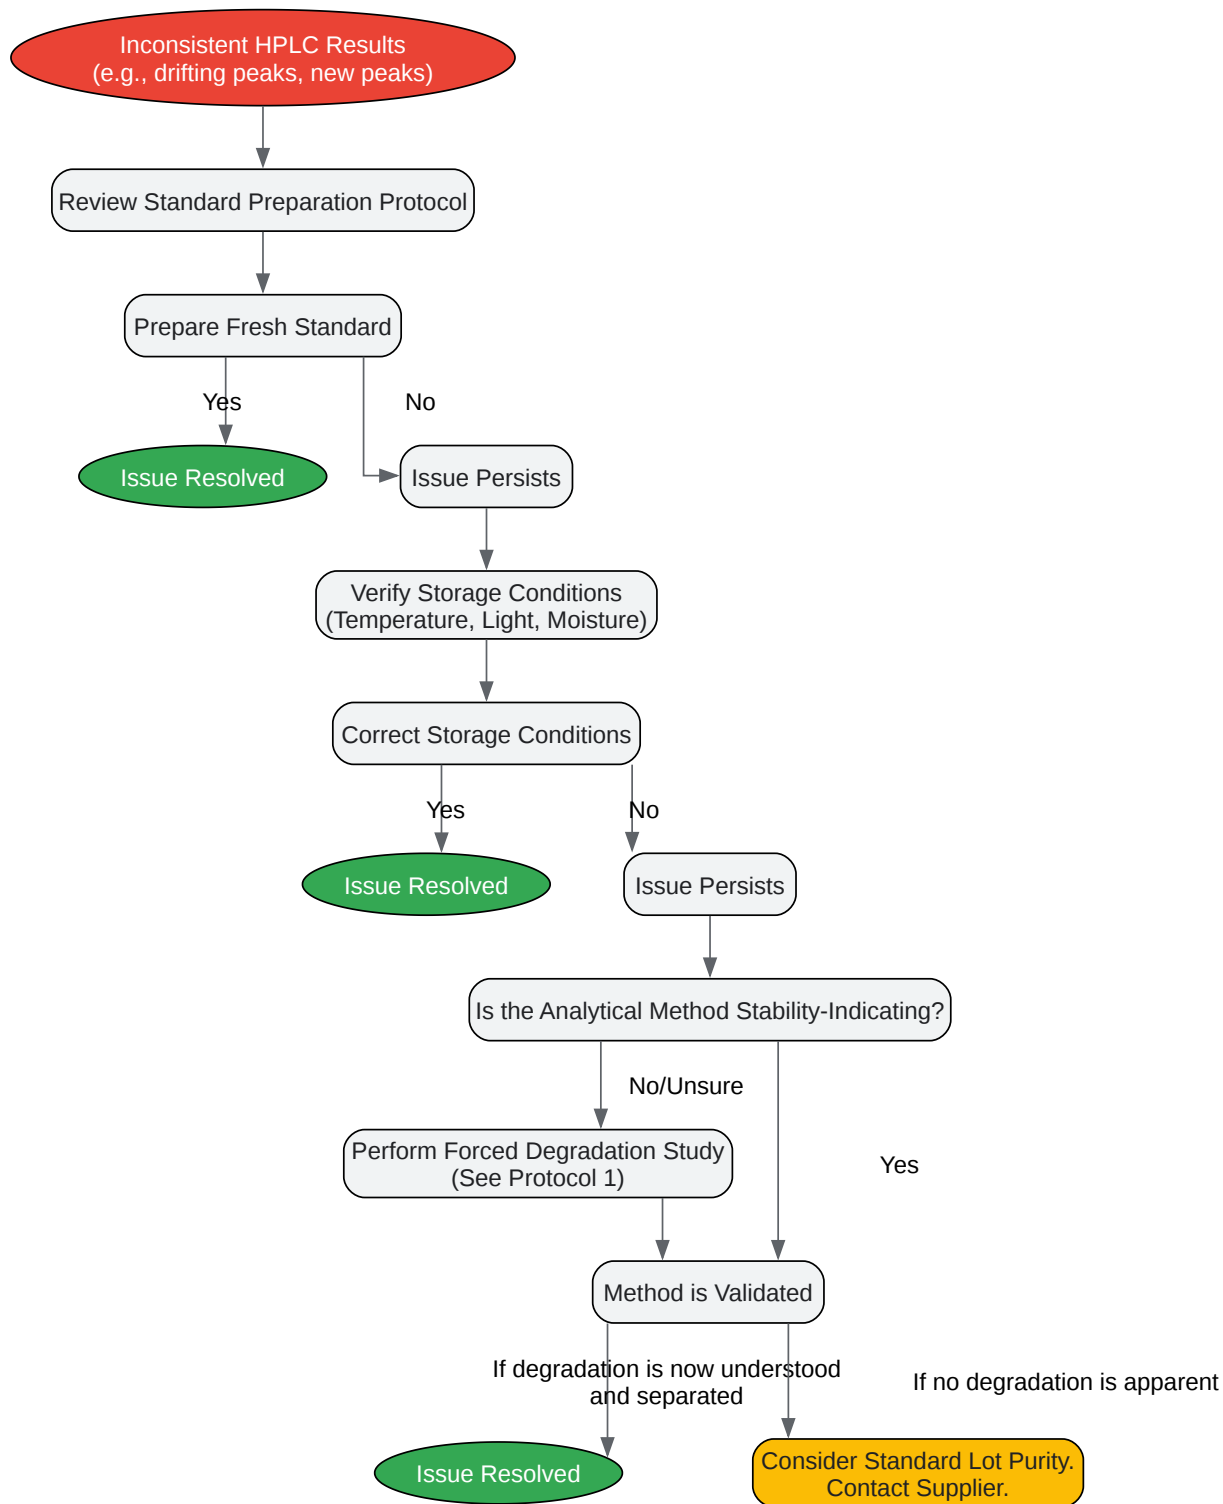 Inconsistent HPLC Results
(e.g., drifting peaks, new peaks)
Review Standard Preparation Protocol
Prepare Fresh Standard
Yes
No
Issue Resolved
Issue Persists
Verify Storage Conditions
(Temperature, Light, Moisture)
Correct Storage Conditions
Yes
No
Issue Resolved
Issue Persists
Is the Analytical Method Stability-Indicating?
No/Unsure
Perform Forced Degradation Study
(See Protocol 1)
Yes
Method is Validated
If degradation is now understood
and separated
If no degradation is apparent
Issue Resolved
Consider Standard Lot Purity.
Contact Supplier.